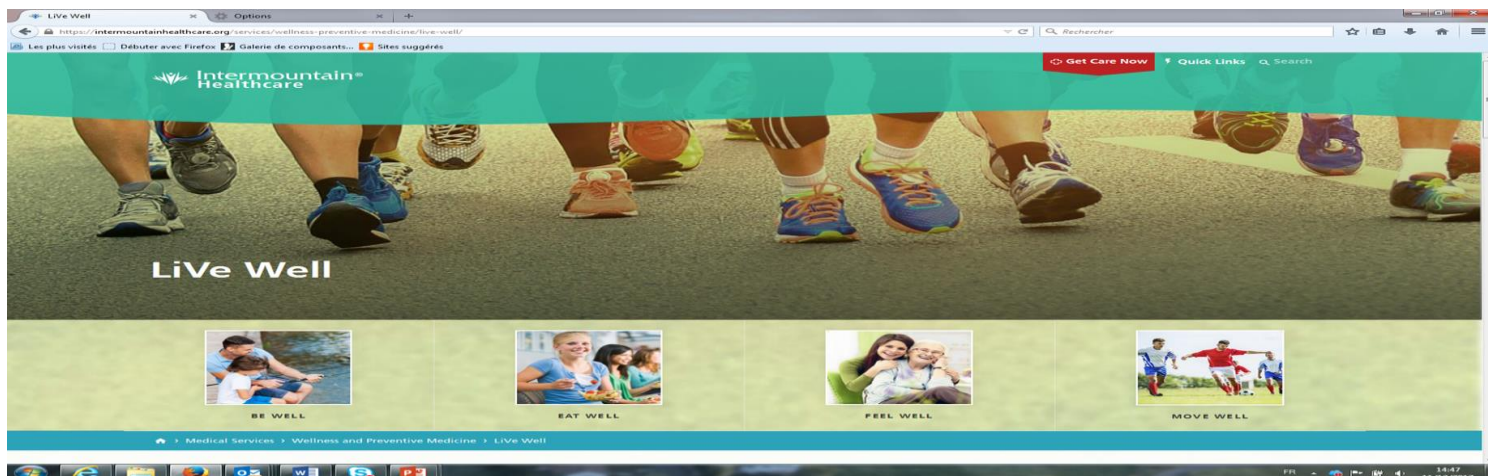 LiVe Well
Options
https://intermountainhealthcare.org/services/wellness-preventive-medicine/live-well/
Rechercher
Les plus visités Débuter avec Firefox Galerie de composants... Sites suggérés
Intermountain®
Healthcare
Get Care Now Quick Links Search
LiVe Well
BE WELL EAT WELL FEEL WELL MOVE WELL
Medical Services > Wellness and Preventive Medicine > LiVe Well
FR 14:47